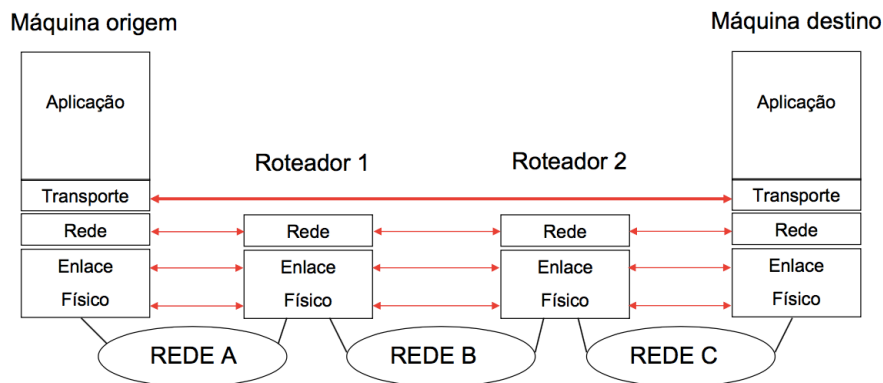 Máquina origem
Máquina destino
Aplicação
Aplicação
Roteador 1
Roteador 2
Transporte
Transporte
Rede
Rede
Rede
Rede
Enlace
Enlace
Enlace
Enlace
Físico
Físico
Físico
Físico
REDE A
REDE B
REDE C